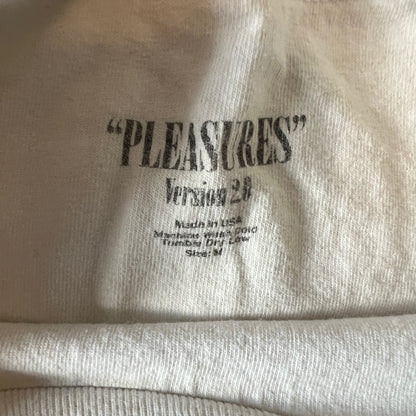 “PLEASURES”
Version 2.0
Made in USA
Machine Wash Cold
Tumble Dry Low
Size: M